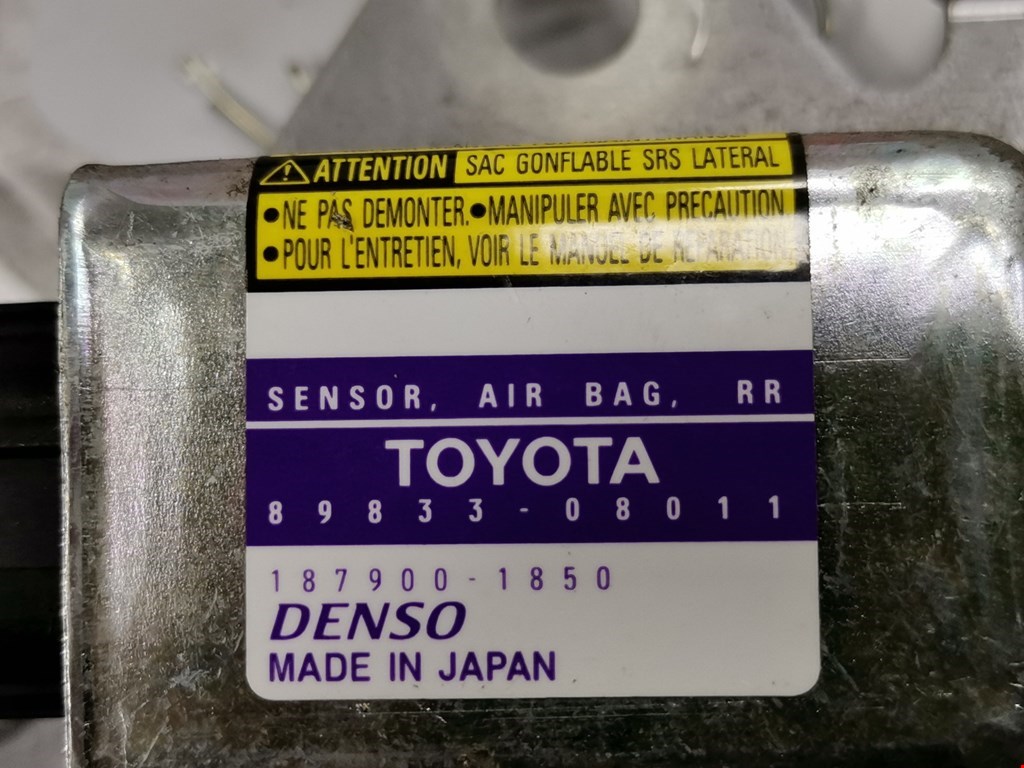 ATTENTION SAC GONFLABLE SRS LATERAL
•NE PAS DEMONTER.•MANIPULER AVEC PRECAUTION
•POUR L'ENTRETIEN, VOIR LE MANUEL DE REPARATION
SENSOR, AIR BAG, RR
TOYOTA
89833-08011
187900-1850
DENSO
MADE IN JAPAN